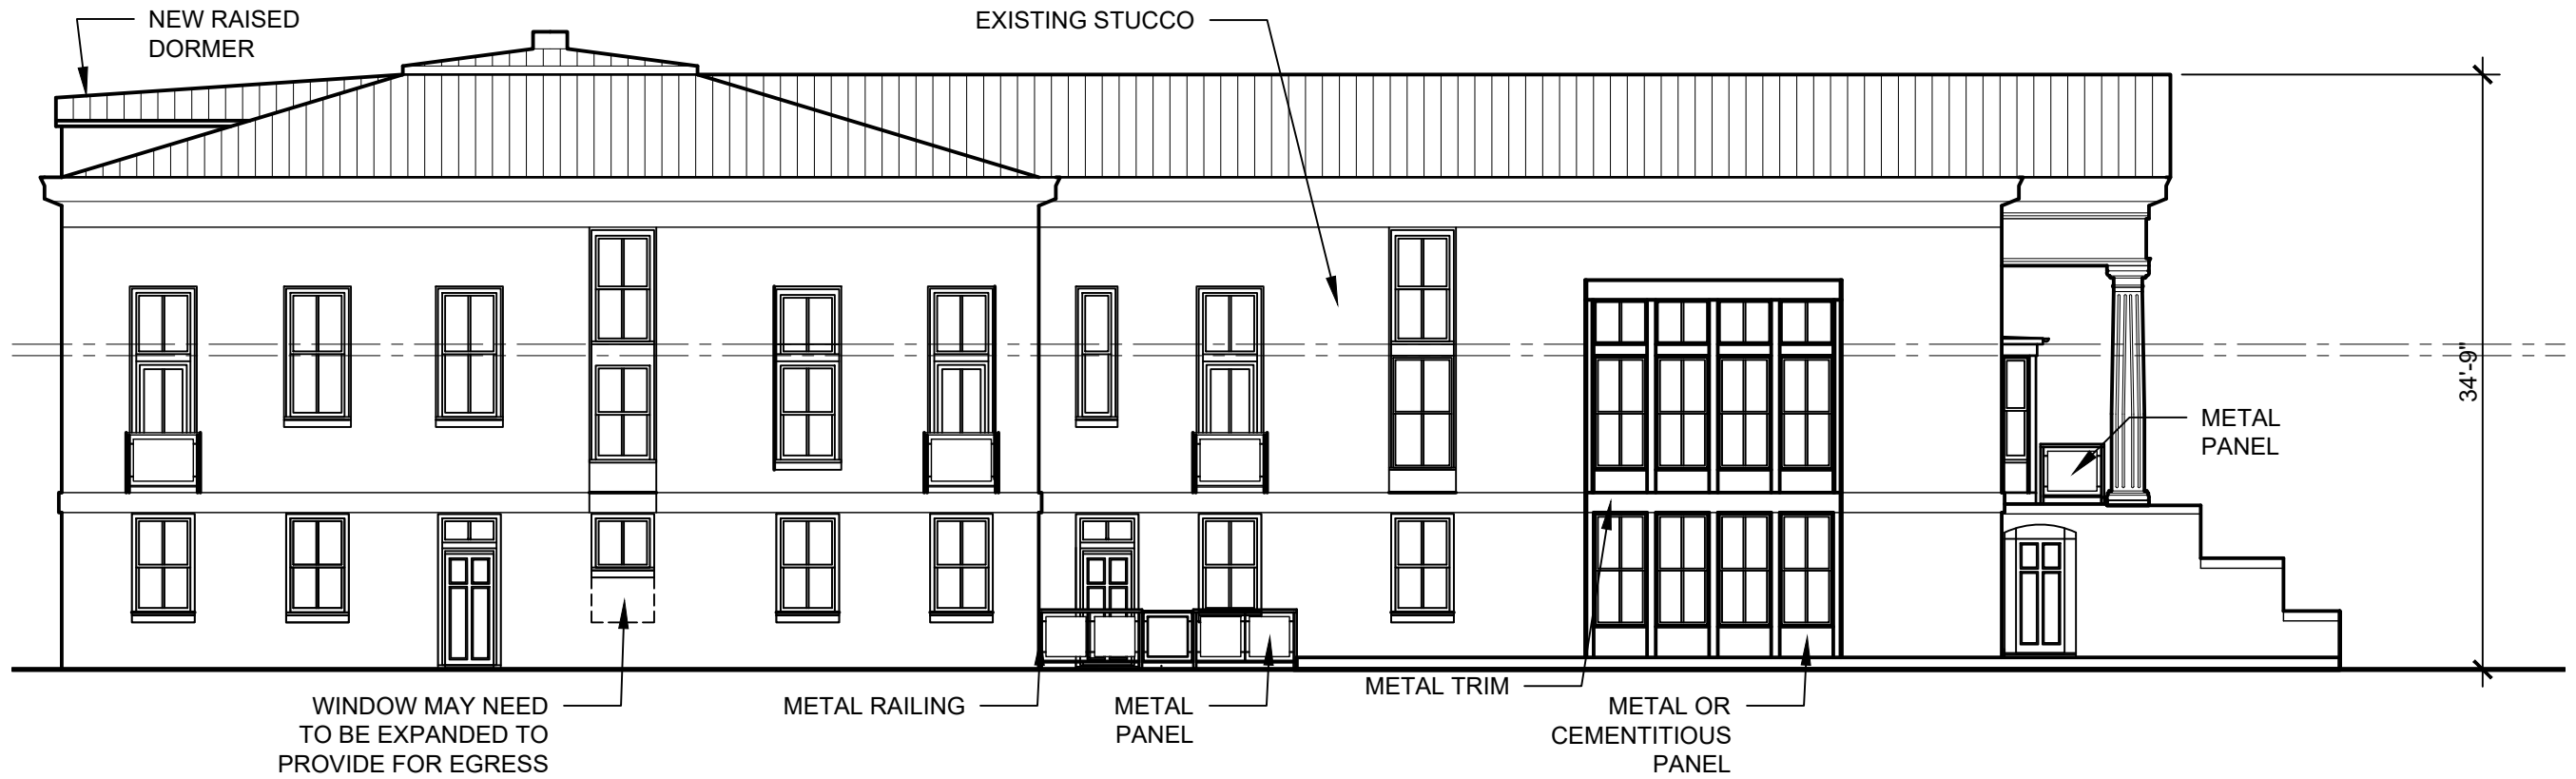 NEW RAISED
DORMER
EXISTING STUCCO
34'-9"
METAL
PANEL
WINDOW MAY NEED
TO BE EXPANDED TO
PROVIDE FOR EGRESS
METAL RAILING
METAL
PANEL
METAL TRIM
METAL OR
CEMENTITIOUS
PANEL